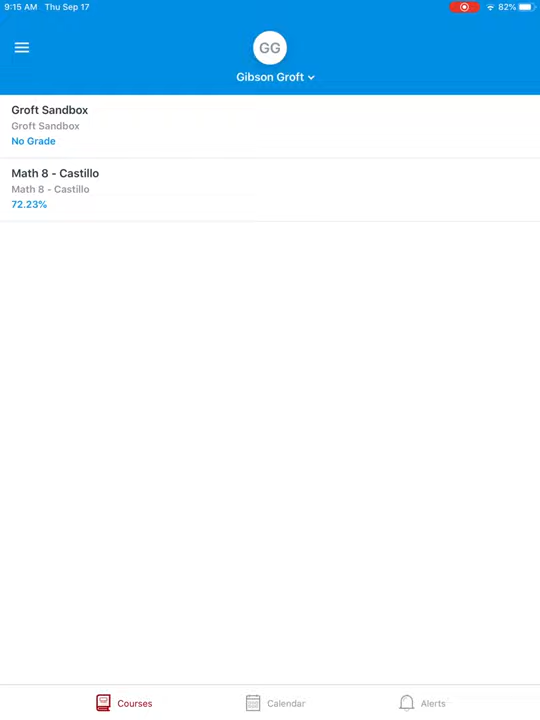 9:15 AM Thu Sep 17
82%
GG
Gibson Groft
Groft Sandbox
Groft Sandbox
No Grade
Math 8 - Castillo
Math 8 - Castillo
72.23%
Courses Calendar Alerts